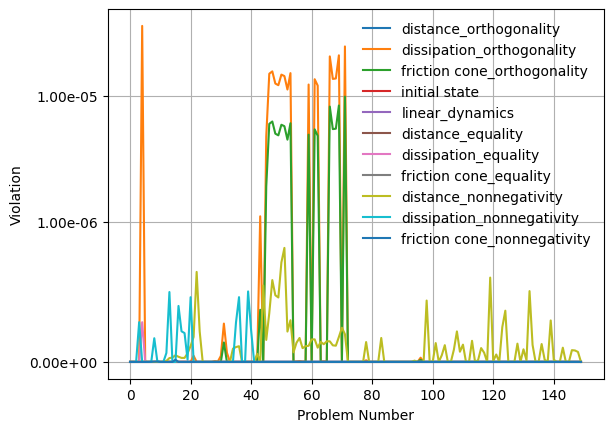 distance_orthogonality
dissipation_orthogonality
friction cone_orthogonality
initial state
linear_dynamics
distance_equality
dissipation_equality
friction cone_equality
distance_nonnegativity
dissipation_nonnegativity
friction cone_nonnegativity
1.00e-05
1.00e-06
0.00e+00
Violation
0 20 40 60 80 100 120 140
Problem Number